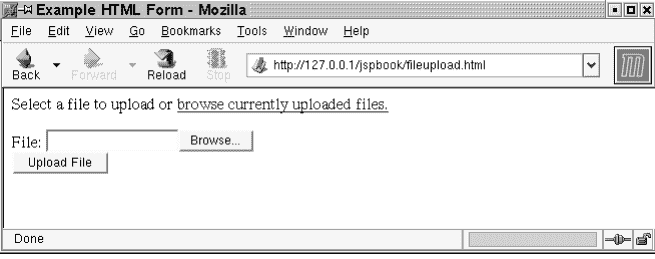 Example HTML Form - Mozilla
File Edit View Go Bookmarks Tools Window Help
Back Forward Reload Stop http://127.0.0.1/jspbook/fileupload.html
Select a file to upload or browse currently uploaded files.
File: Browse...
Upload File
Done